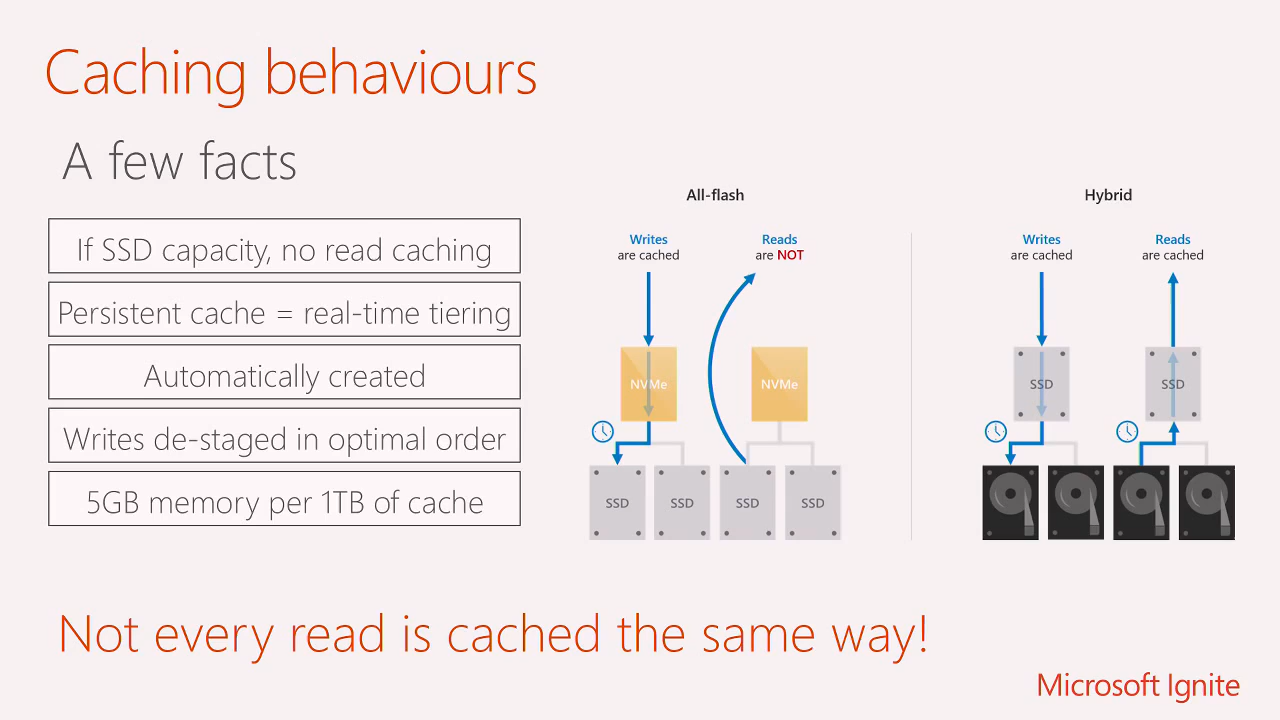 Caching behaviours
A few facts
If SSD capacity, no read caching
Persistent cache = real-time tiering
Automatically created
Writes de-staged in optimal order
5GB memory per 1TB of cache
All-flash
Writes
are cached
Reads
are NOT
NVMe
NVMe
SSD
SSD
SSD
SSD
Hybrid
Writes
are cached
Reads
are cached
SSD
SSD
Not every read is cached the same way!
Microsoft Ignite